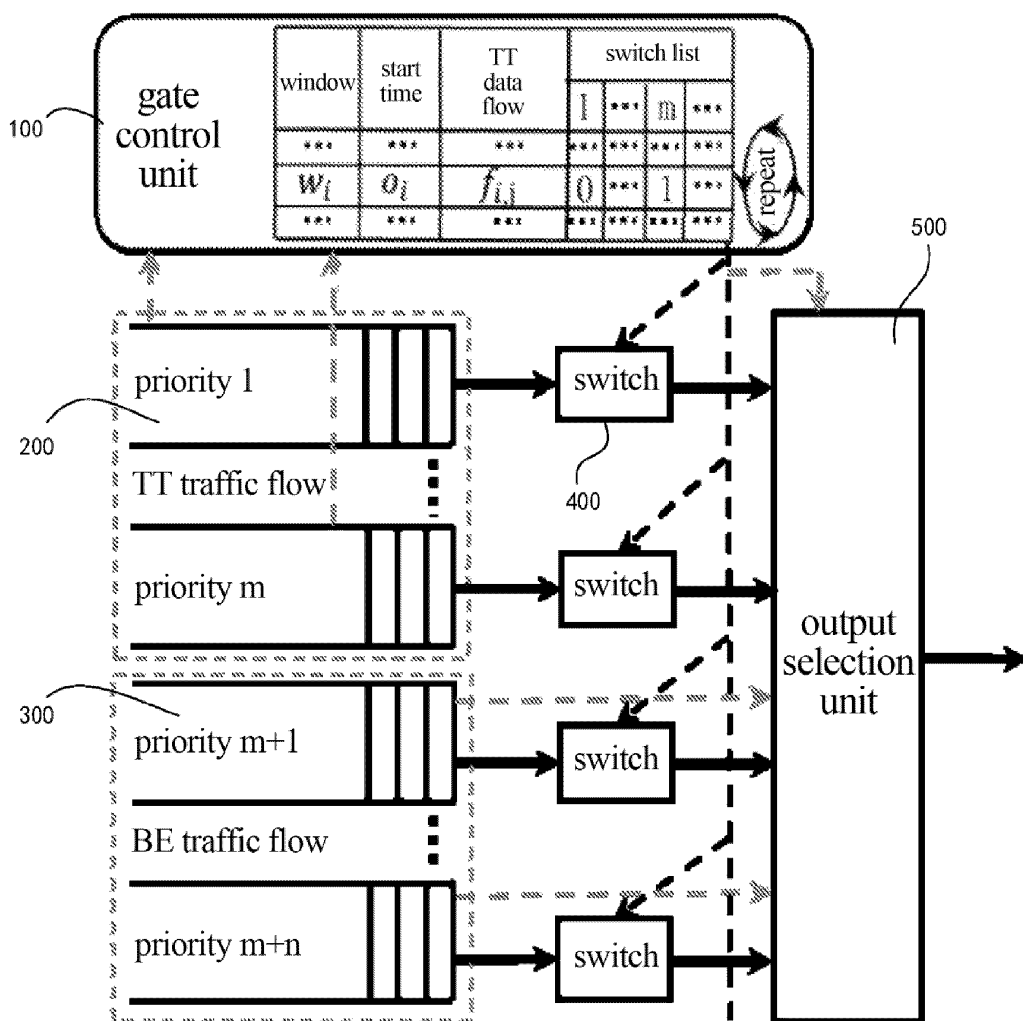 gate
control
unit
100
window
start
time
TT
data
flow
switch list
1 *** m ***
*** *** *** *** *** *** ***
w_i o_i f_{i,j} 0 *** 1 ***
*** *** *** *** *** *** ***
repeat
500
priority 1
200
TT traffic flow
switch
400
priority m
switch
output
selection
unit
300
priority m+1
switch
BE traffic flow
priority m+n
switch